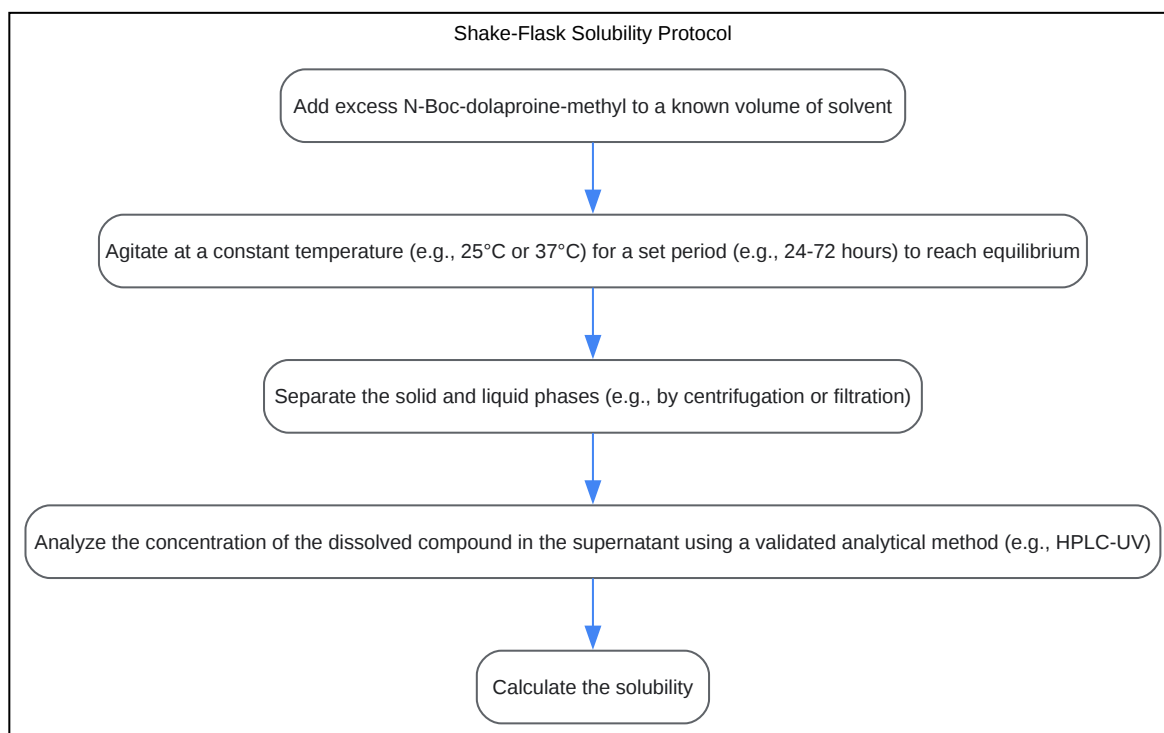 Shake-Flask Solubility Protocol
Add excess N-Boc-dolaproine-methyl to a known volume of solvent
Agitate at a constant temperature (e.g., 25°C or 37°C) for a set period (e.g., 24-72 hours) to reach equilibrium
Separate the solid and liquid phases (e.g., by centrifugation or filtration)
Analyze the concentration of the dissolved compound in the supernatant using a validated analytical method (e.g., HPLC-UV)
Calculate the solubility